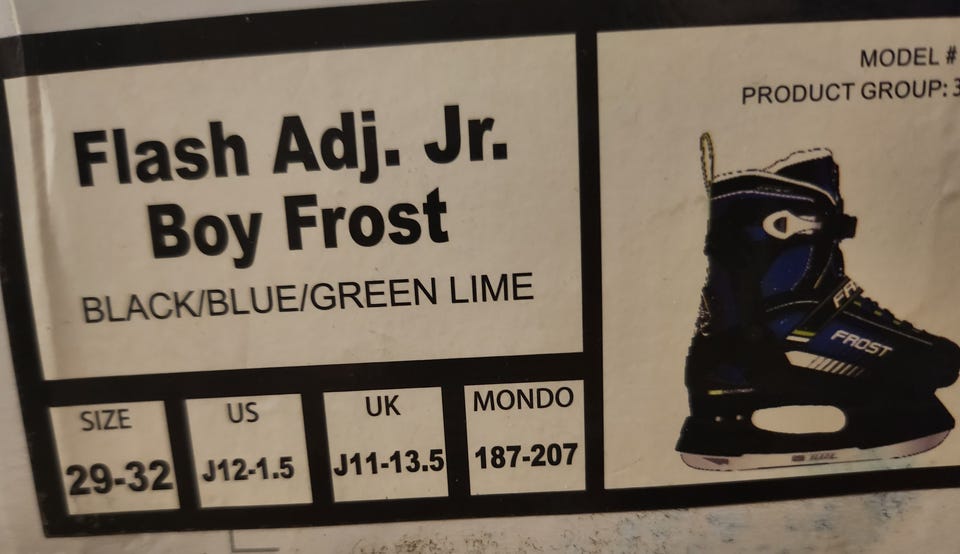 Flash Adj. Jr.
Boy Frost
BLACK/BLUE/GREEN LIME
SIZE
29-32
US
J12-1.5
UK
J11-13.5
MONDO
187-207
MODEL #
PRODUCT GROUP: 3
FROST